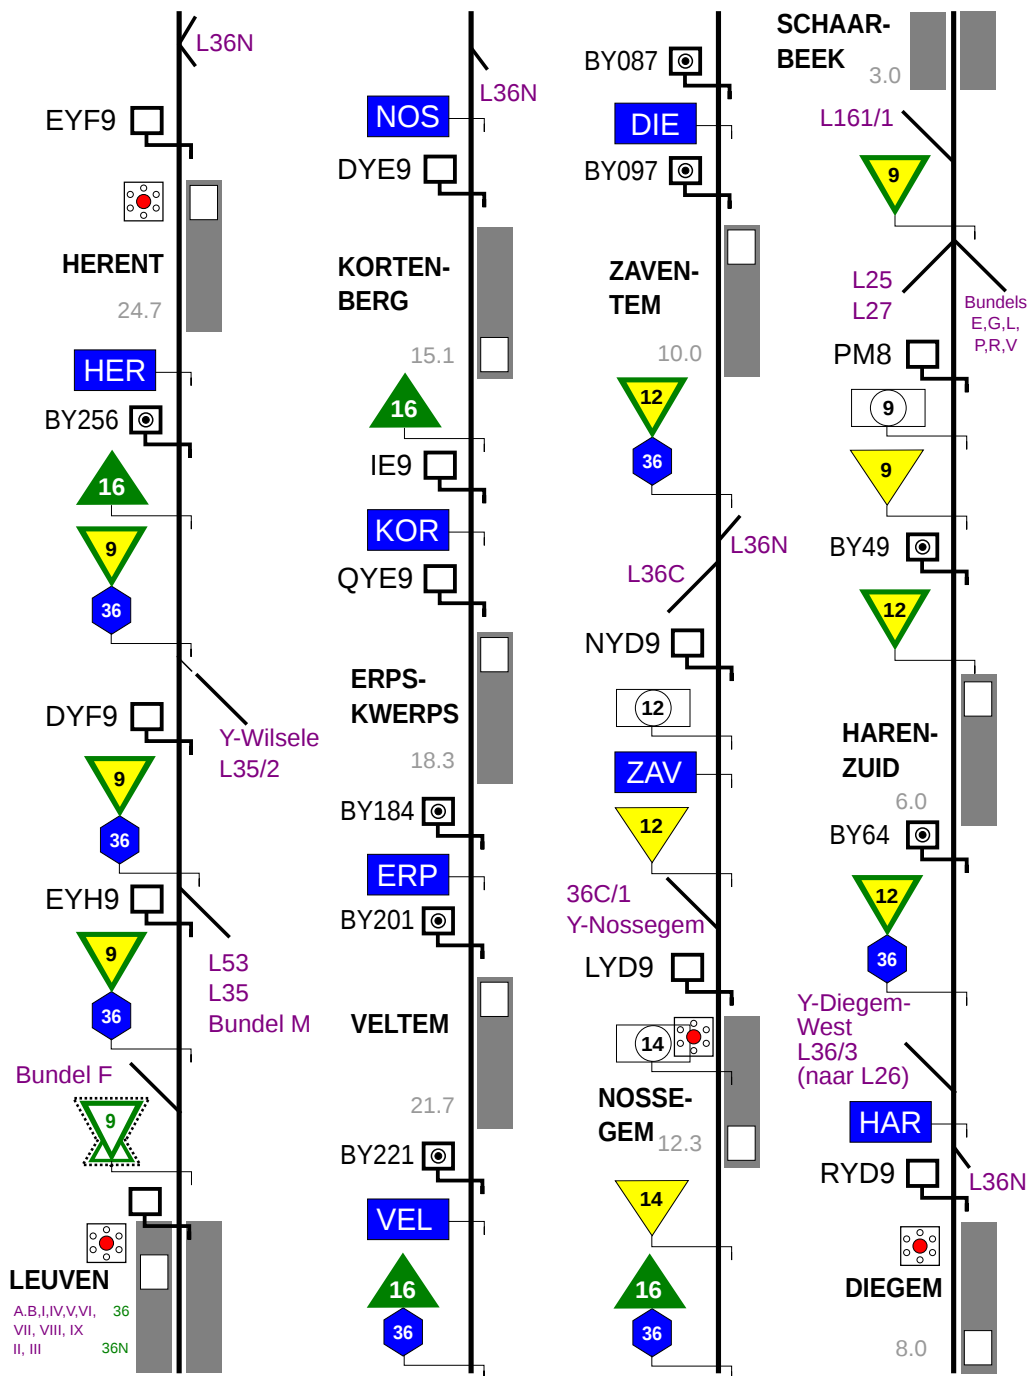 L36N
EYF9
HERENT
24.7
HER
BY256
16
9
36
Y-Wilsele
L35/2
DYF9
9
36
EYH9
L53
L35
Bundel M
9
36
Bundel F
9
LEUVEN
A.B,I,IV,V,VI, 36
VII, VIII, IX
II, III 36N
L36N
NOS
DYE9
KORTEN-
BERG
15.1
16
IE9
KOR
QYE9
ERPS-
KWERPS
18.3
BY184
ERP
BY201
VELTEM
21.7
BY221
VEL
16
36
BY087
DIE
BY097
ZAVEN-
TEM
10.0
12
36
L36N
L36C
NYD9
12
ZAV
12
36C/1
Y-Nossegem
LYD9
14
NOSSE-
GEM
12.3
14
16
36
SCHAAR-
BEEK
3.0
L161/1
9
L25
L27
Bundels
E,G,L,
P,R,V
PM8
9
9
BY49
12
HAREN-
ZUID
6.0
BY64
12
36
Y-Diegem-
West
L36/3
(naar L26)
HAR
L36N
RYD9
DIEGEM
8.0